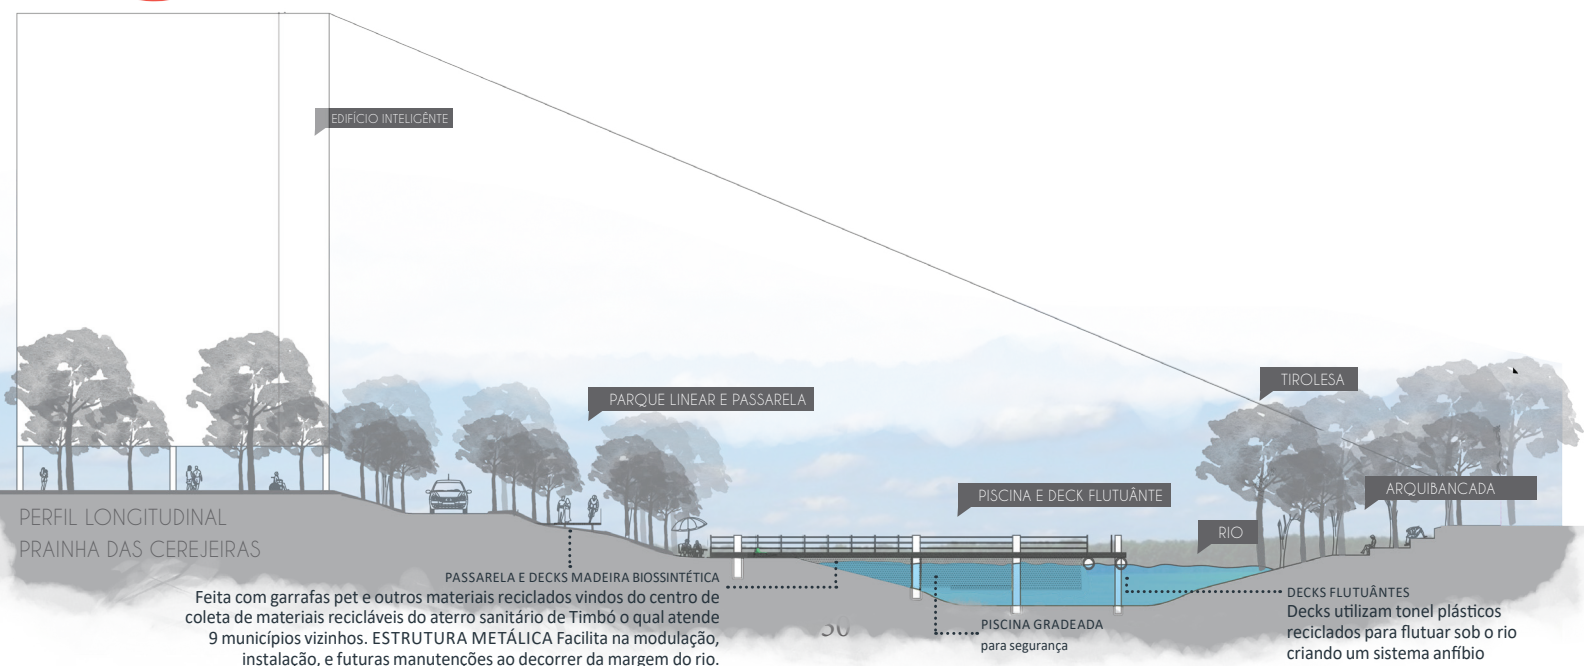 EDIFÍCIO INTELIGÊNTE
TIROLESA
PARQUE LINEAR E PASSARELA
PISCINA E DECK FLUTUÂNTE
ARQUIBANCADA
RIO
PERFIL LONGITUDINAL
PRAINHA DAS CEREJEIRAS
PASSARELA E DECKS MADEIRA BIOSSINTÉTICA
Feita com garrafas pet e outros materiais reciclados vindos do centro de
coleta de materiais recicláveis do aterro sanitário de Timbó o qual atende
9 municípios vizinhos. ESTRUTURA METÁLICA Facilita na modulação,
instalação, e futuras manutenções ao decorrer da margem do rio.
PISCINA GRADEADA
para segurança
DECKS FLUTUÂNTES
Decks utilizam tonel plásticos
reciclados para flutuar sob o rio
criando um sistema anfíbio